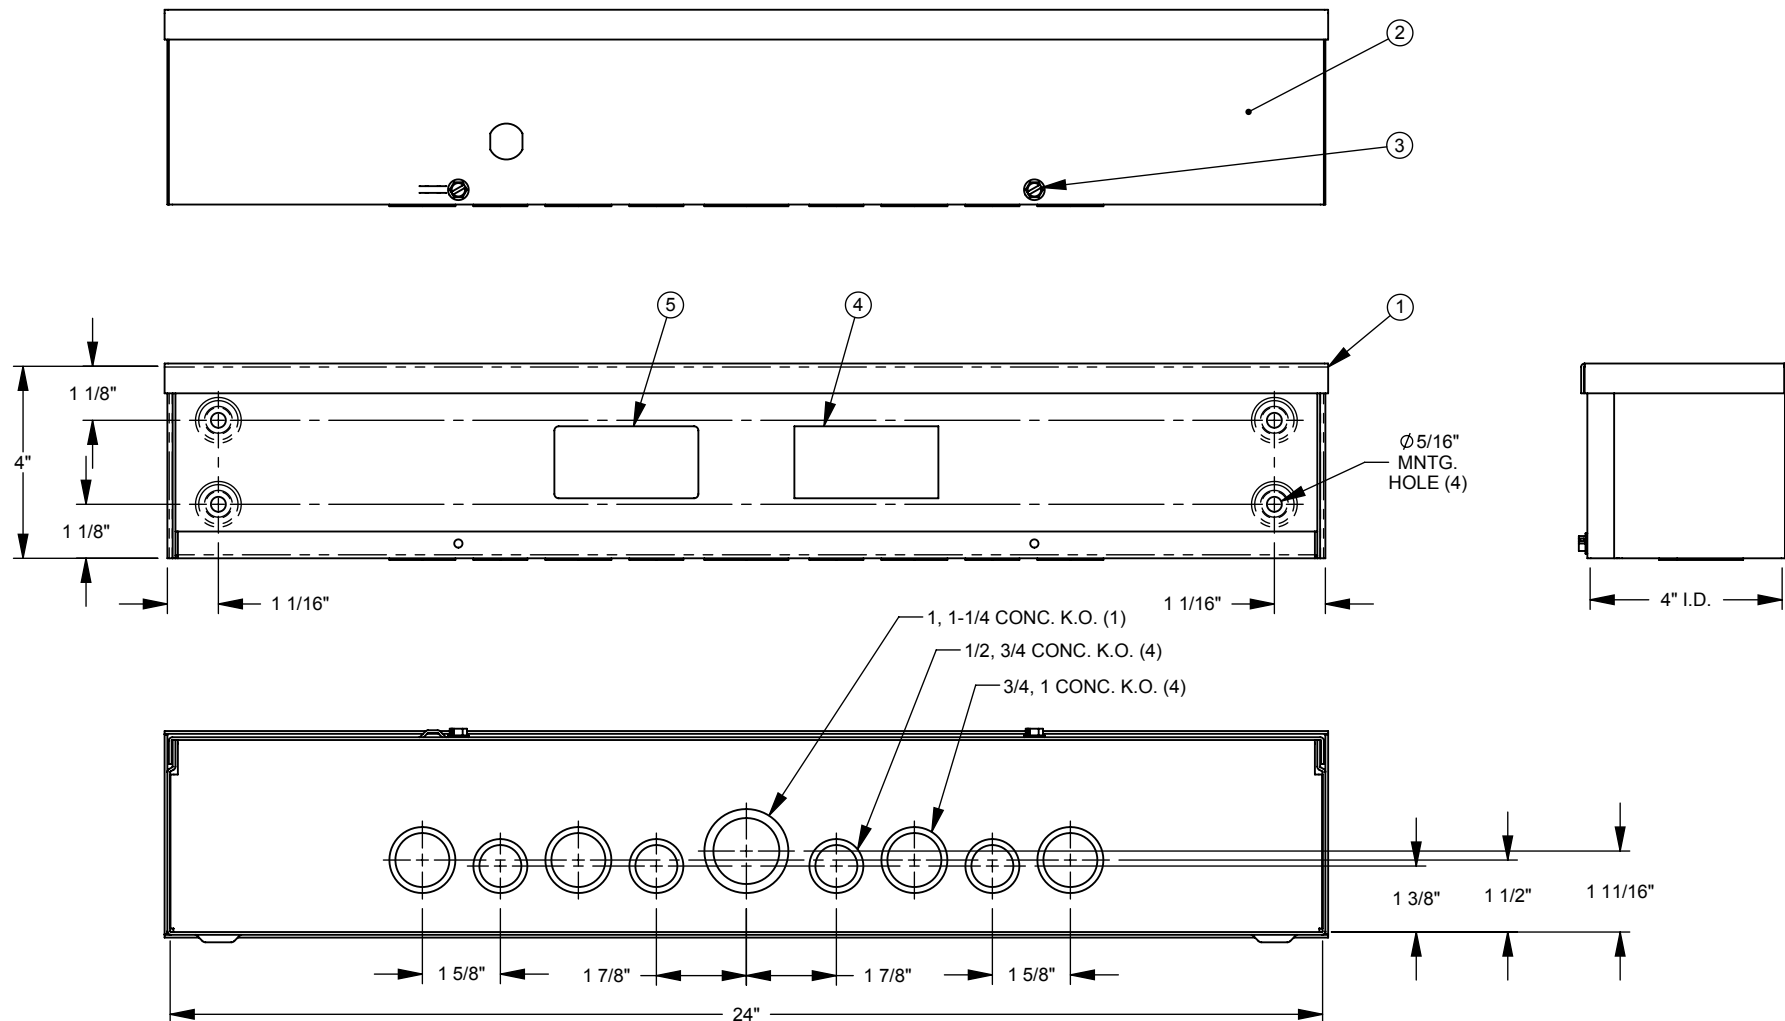 2
3
5
4
1
1 1/8"
4"
1 1/8"
Ø5/16"
MNTG.
HOLE (4)
1 1/16"
1 1/16"
4" I.D.
1, 1-1/4 CONC. K.O. (1)
1/2, 3/4 CONC. K.O. (4)
3/4, 1 CONC. K.O. (4)
1 3/8"
1 1/2"
1 11/16"
1 5/8"
1 7/8"
1 7/8"
1 5/8"
24"